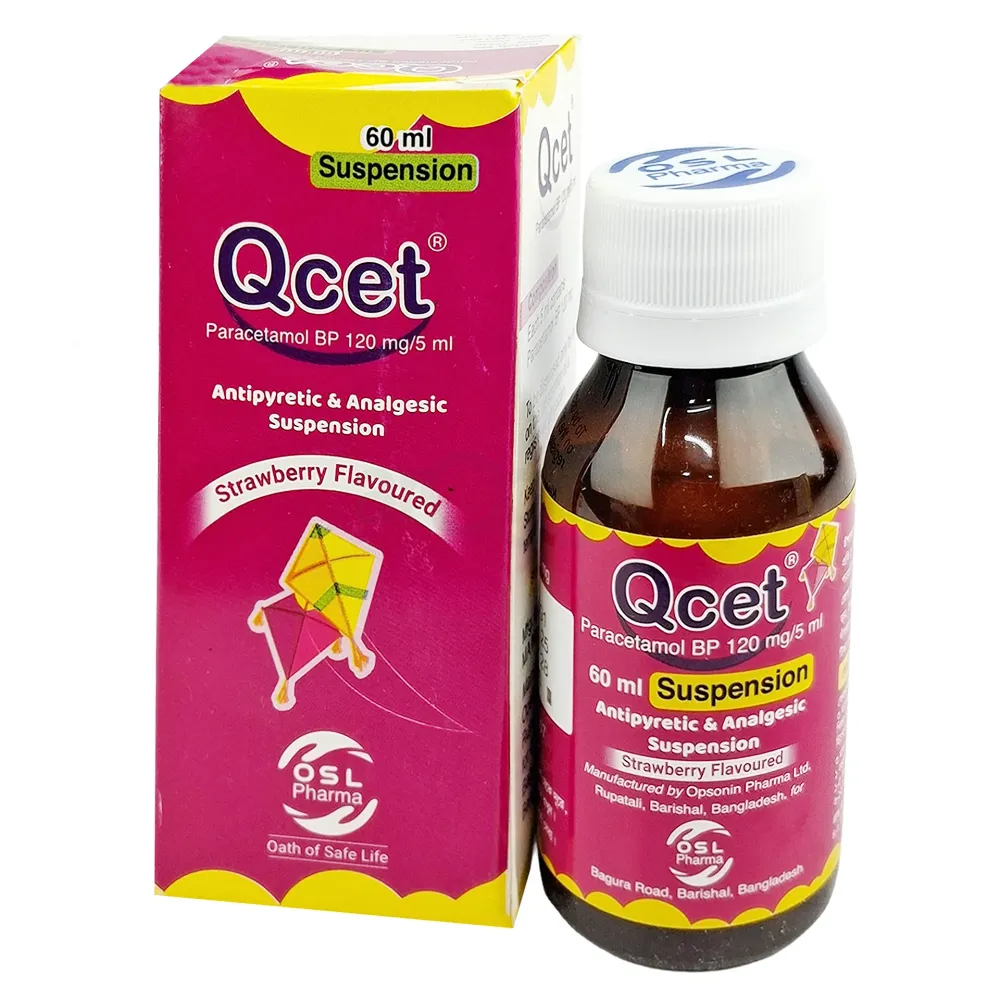 60 ml
Suspension
Qcet®
Paracetamol BP 120 mg/5 ml
Antipyretic & Analgesic
Suspension
Strawberry Flavoured
OSL
Pharma
Oath of Safe Life
Qcet®
OSL
Pharma
Qcet®
Paracetamol BP 120 mg/5 ml
60 ml Suspension
Antipyretic & Analgesic
Suspension
Strawberry Flavoured
Manufactured by Opsonin Pharma Ltd.
Rupatali, Barishal, Bangladesh. for
OSL
Pharma
Bagura Road, Barishal, Bangladesh